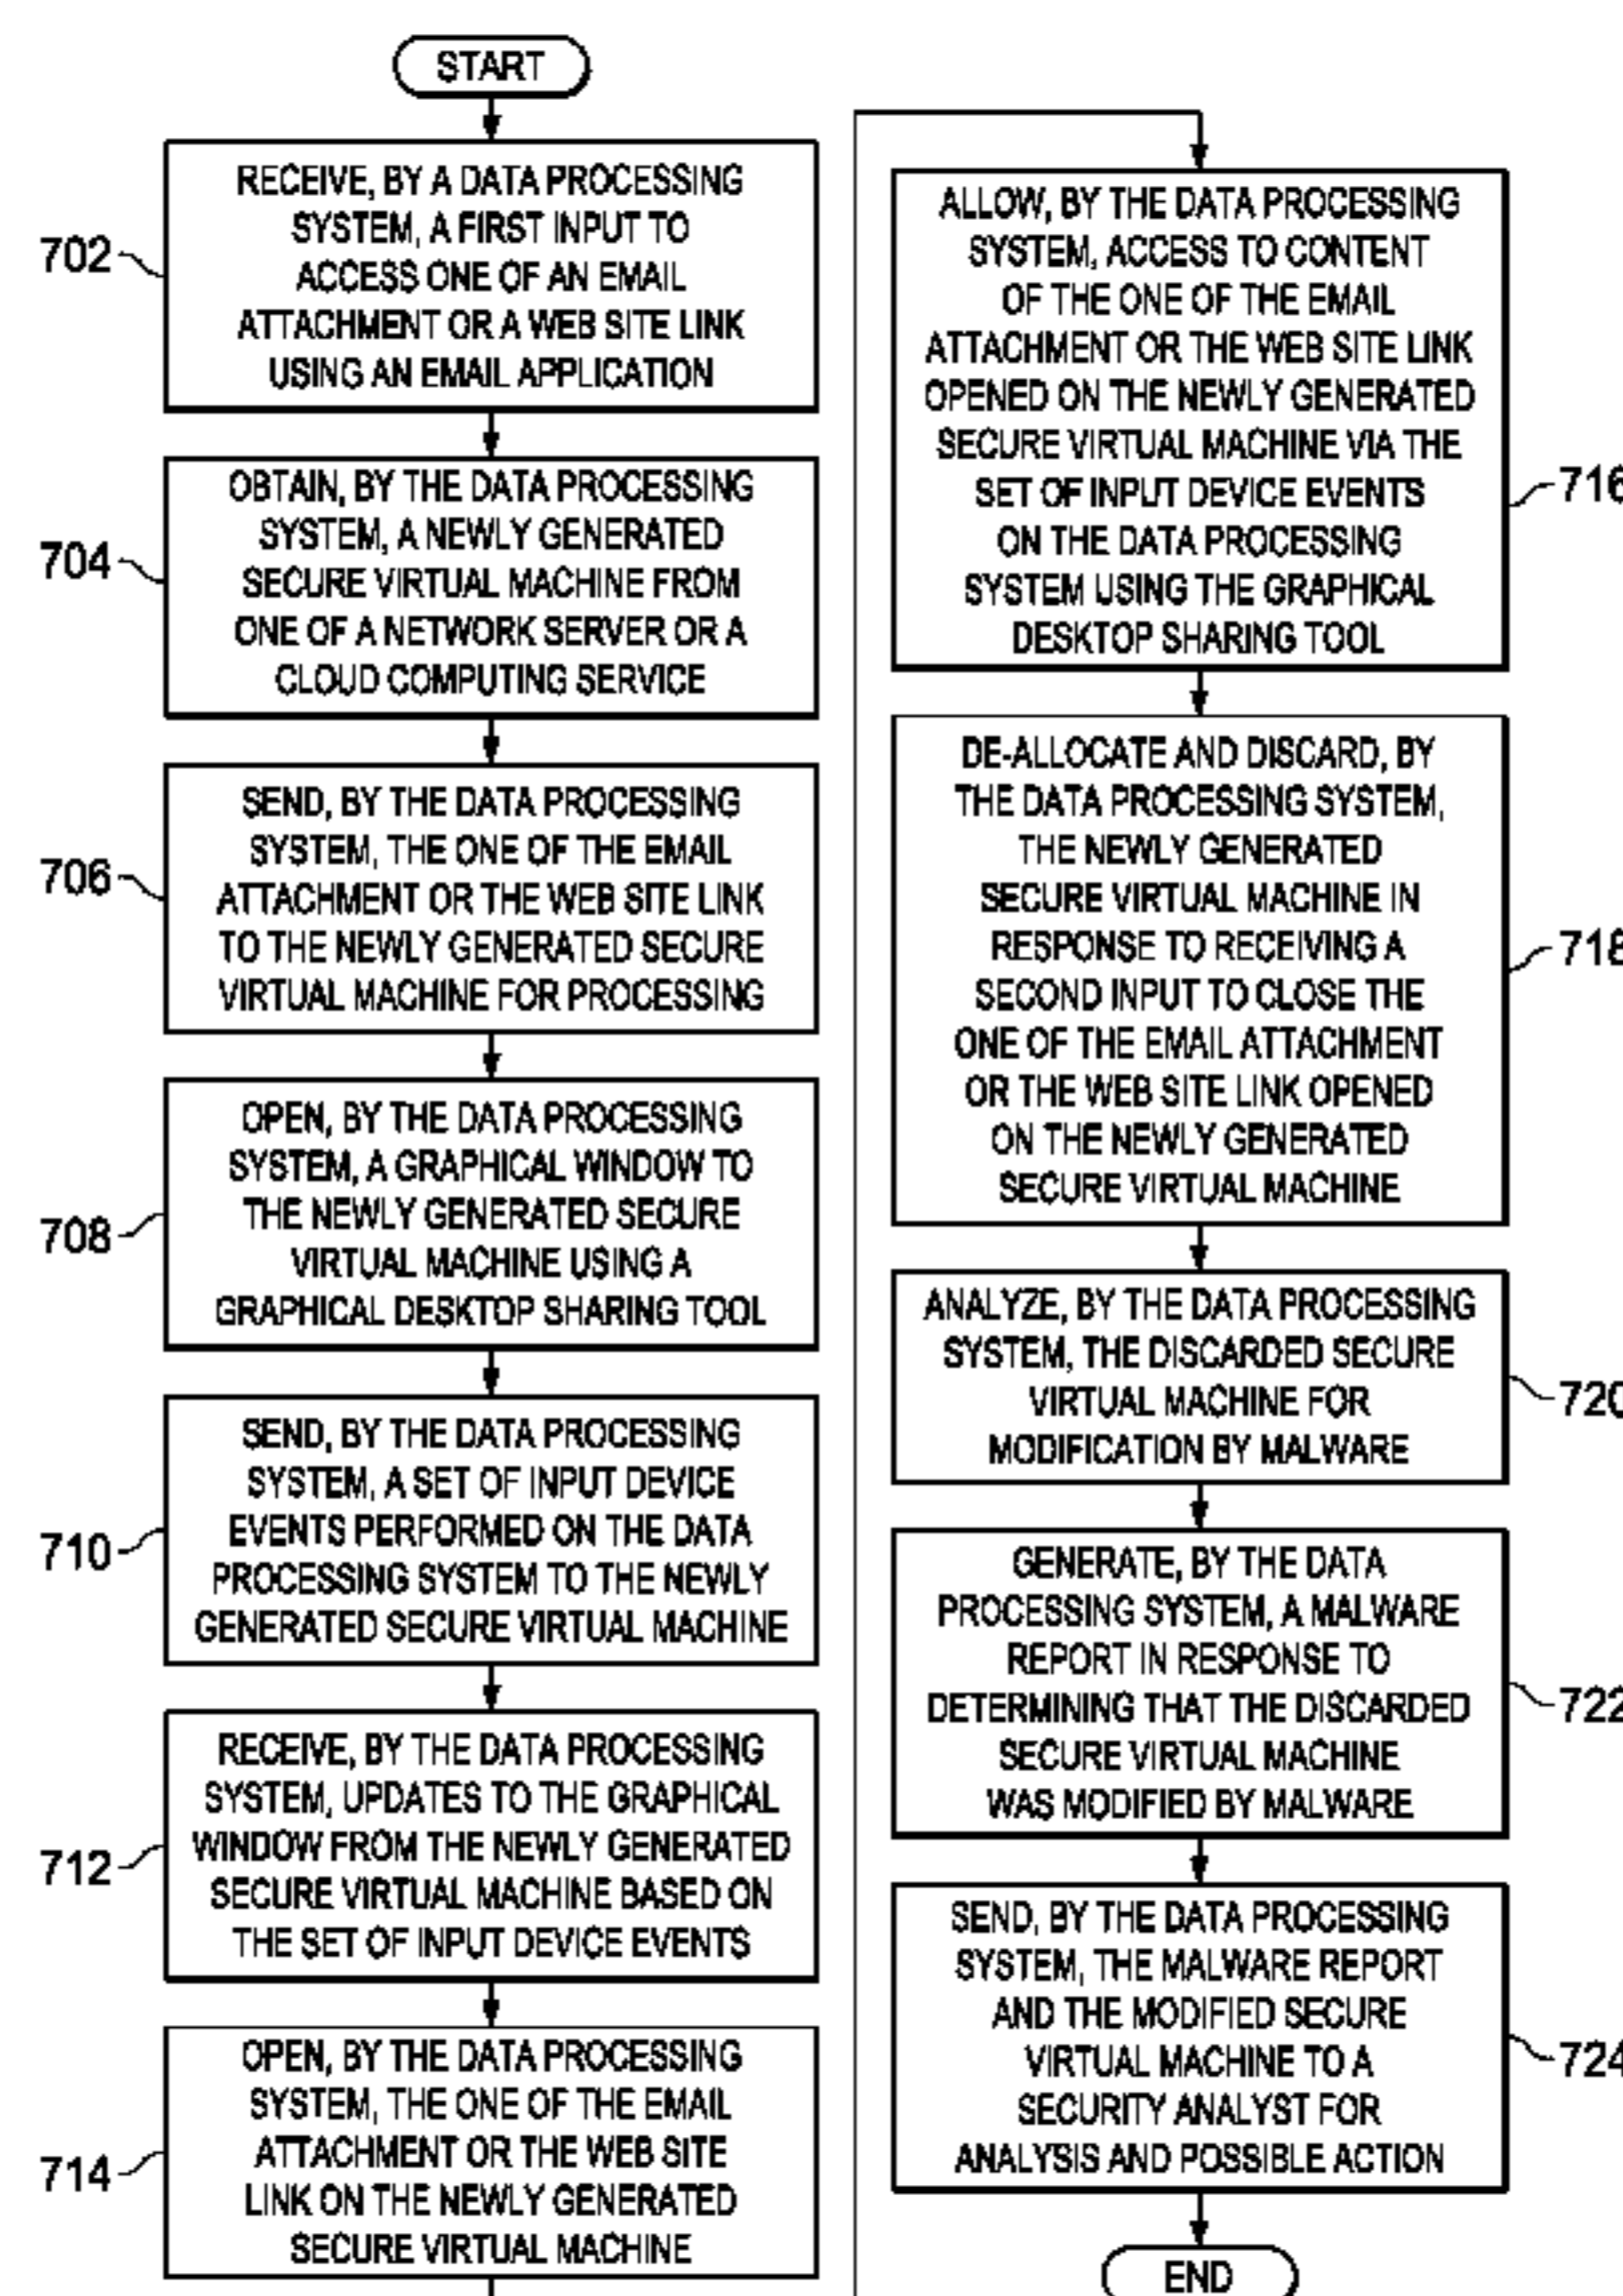 START
702
RECEIVE, BY A DATA PROCESSING
SYSTEM, A FIRST INPUT TO
ACCESS ONE OF AN EMAIL
ATTACHMENT OR A WEB SITE LINK
USING AN EMAIL APPLICATION
704
OBTAIN, BY THE DATA PROCESSING
SYSTEM, A NEWLY GENERATED
SECURE VIRTUAL MACHINE FROM
ONE OF A NETWORK SERVER OR A
CLOUD COMPUTING SERVICE
706
SEND, BY THE DATA PROCESSING
SYSTEM, THE ONE OF THE EMAIL
ATTACHMENT OR THE WEB SITE LINK
TO THE NEWLY GENERATED SECURE
VIRTUAL MACHINE FOR PROCESSING
708
OPEN, BY THE DATA PROCESSING
SYSTEM, A GRAPHICAL WINDOW TO
THE NEWLY GENERATED SECURE
VIRTUAL MACHINE USING A
GRAPHICAL DESKTOP SHARING TOOL
710
SEND, BY THE DATA PROCESSING
SYSTEM, A SET OF INPUT DEVICE
EVENTS PERFORMED ON THE DATA
PROCESSING SYSTEM TO THE NEWLY
GENERATED SECURE VIRTUAL MACHINE
712
RECEIVE, BY THE DATA PROCESSING
SYSTEM, UPDATES TO THE GRAPHICAL
WINDOW FROM THE NEWLY GENERATED
SECURE VIRTUAL MACHINE BASED ON
THE SET OF INPUT DEVICE EVENTS
714
OPEN, BY THE DATA PROCESSING
SYSTEM, THE ONE OF THE EMAIL
ATTACHMENT OR THE WEB SITE
LINK ON THE NEWLY GENERATED
SECURE VIRTUAL MACHINE
ALLOW, BY THE DATA PROCESSING
SYSTEM, ACCESS TO CONTENT
OF THE ONE OF THE EMAIL
ATTACHMENT OR THE WEB SITE LINK
OPENED ON THE NEWLY GENERATED
SECURE VIRTUAL MACHINE VIA THE
SET OF INPUT DEVICE EVENTS
ON THE DATA PROCESSING
SYSTEM USING THE GRAPHICAL
DESKTOP SHARING TOOL
716
DE-ALLOCATE AND DISCARD, BY
THE DATA PROCESSING SYSTEM,
THE NEWLY GENERATED
SECURE VIRTUAL MACHINE IN
RESPONSE TO RECEIVING A
SECOND INPUT TO CLOSE THE
ONE OF THE EMAIL ATTACHMENT
OR THE WEB SITE LINK OPENED
ON THE NEWLY GENERATED
SECURE VIRTUAL MACHINE
718
ANALYZE, BY THE DATA PROCESSING
SYSTEM, THE DISCARDED SECURE
VIRTUAL MACHINE FOR
MODIFICATION BY MALWARE
720
GENERATE, BY THE DATA
PROCESSING SYSTEM, A MALWARE
REPORT IN RESPONSE TO
DETERMINING THAT THE DISCARDED
SECURE VIRTUAL MACHINE
WAS MODIFIED BY MALWARE
722
SEND, BY THE DATA PROCESSING
SYSTEM, THE MALWARE REPORT
AND THE MODIFIED SECURE
VIRTUAL MACHINE TO A
SECURITY ANALYST FOR
ANALYSIS AND POSSIBLE ACTION
724
END